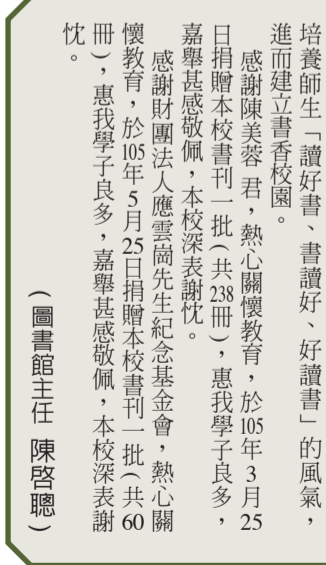 培養師生「讀好書、書讀好、好讀書」的風氣，
進而建立書香校園。
感謝陳美蓉 君，熱心關懷教育，於105年3月25
日捐贈本校書刊一批（共238冊），惠我學子良多，
嘉舉甚感敬佩，本校深表謝忱。
感謝財團法人應雲崗先生紀念基金會，熱心關
懷教育，於105年5月25日捐贈本校書刊一批（共60
冊），惠我學子良多，嘉舉甚感敬佩，本校深表謝
忱。
（圖書館主任 陳啓聰）